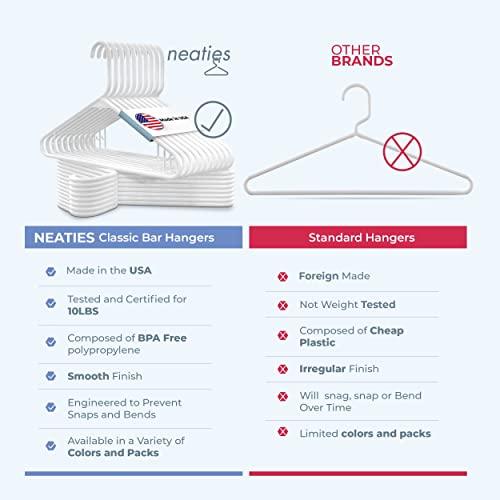 neaties
OTHER
BRANDS
Made in USA
NEATIES Classic Bar Hangers
Made in the USA
Tested and Certified for
10LBS
Composed of BPA Free
polypropylene
Smooth Finish
Engineered to Prevent
Snaps and Bends
Available in a Variety of
Colors and Packs
Standard Hangers
Foreign Made
Not Weight Tested
Composed of Cheap
Plastic
Irregular Finish
Will snag, snap or Bend
Over Time
Limited colors and packs